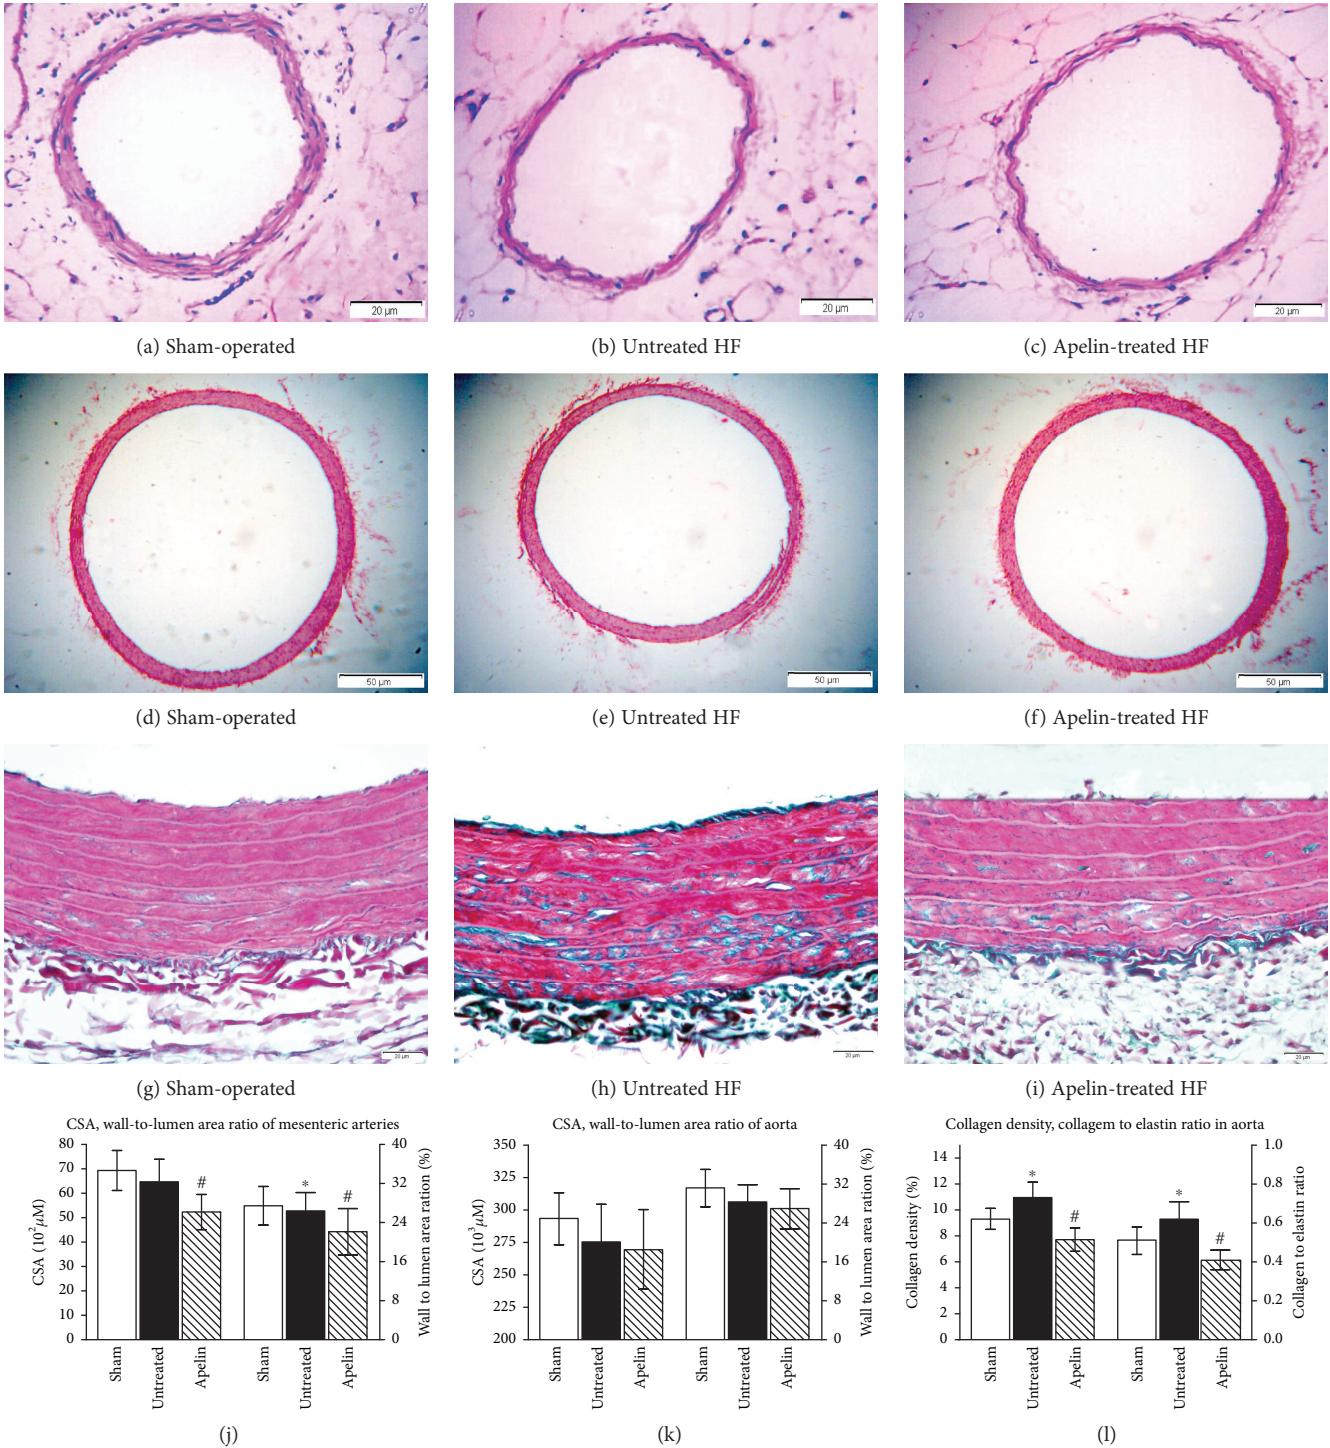 20 µm
20 µm
20 µm
(a) Sham-operated
(b) Untreated HF
(c) Apelin-treated HF
50 µm
50 µm
50 µm
(d) Sham-operated
(e) Untreated HF
(f) Apelin-treated HF
20 µm
20 µm
20 µm
(g) Sham-operated
(h) Untreated HF
(i) Apelin-treated HF
CSA, wall-to-lumen area ratio of mesenteric arteries
80
70
60
50
40
30
20
10
0
CSA (10²µM)
#
*
#
40
32
24
16
8
0
Wall to lumen area ration (%)
Sham
Untreated
Apelin
Sham
Untreated
Apelin
(j)
CSA, wall-to-lumen area ratio of aorta
350
325
300
275
250
225
200
CSA (10³µM)
40
32
24
16
8
0
Wall to lumen area ration (%)
Sham
Untreated
Apelin
Sham
Untreated
Apelin
(k)
Collagen density, collagem to elastin ratio in aorta
14
12
10
8
6
4
2
0
Collagen density (%)
*
#
*
#
1.0
0.8
0.6
0.4
0.2
0.0
Collagen to elastin ratio
Sham
Untreated
Apelin
Sham
Untreated
Apelin
(l)